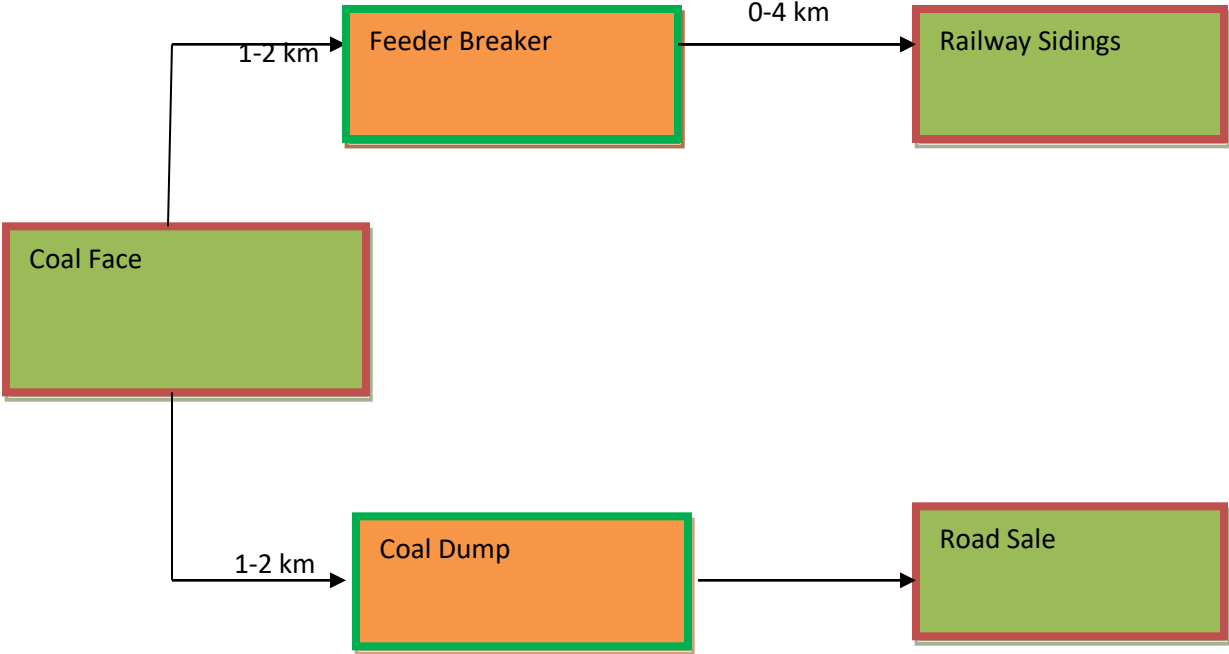 0-4 km
Feeder Breaker
Railway Sidings
1-2 km
Coal Face
Road Sale
Coal Dump
1-2 km